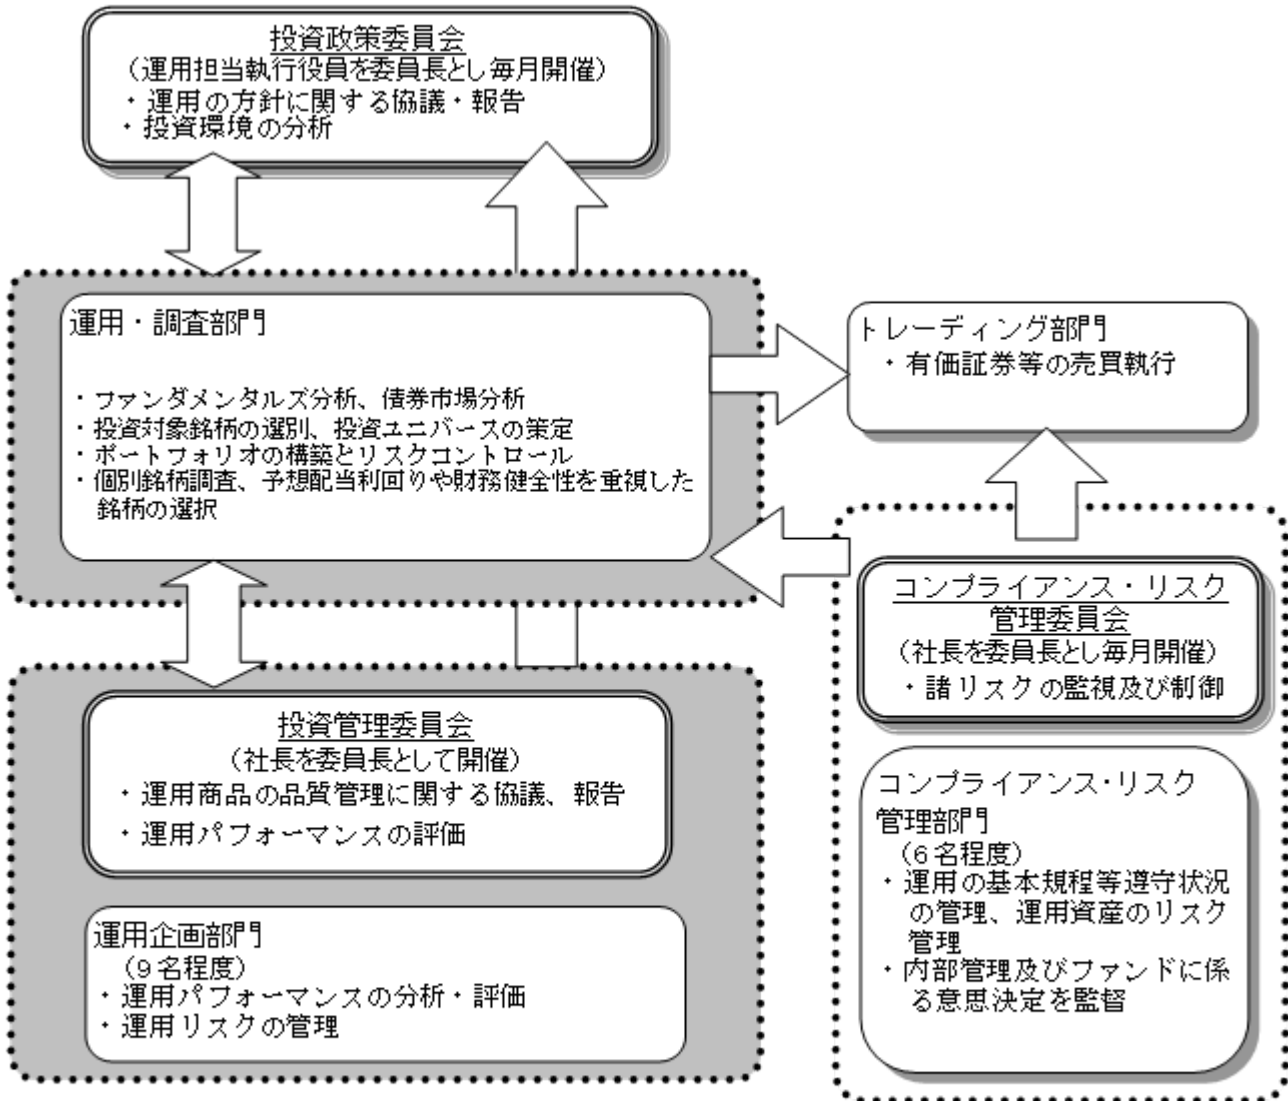 投資政策委員会
（運用担当執行役員を委員長とし毎月開催）
・運用の方針に関する協議・報告
・投資環境の分析
運用・調査部門
・ファンダメンタルズ分析、債券市場分析
・投資対象銘柄の選別、投資ユニバースの策定
・ポートフォリオの構築とリスクコントロール
・個別銘柄調査、予想配当利回りや財務健全性を重視した
銘柄の選択
トレーディング部門
・有価証券等の売買執行
コンプライアンス・リスク
管理委員会
（社長を委員長とし毎月開催）
・諸リスクの監視及び制御
投資管理委員会
（社長を委員長として開催）
・運用商品の品質管理に関する協議、報告
・運用パフォーマンスの評価
運用企画部門
（９名程度）
・運用パフォーマンスの分析・評価
・運用リスクの管理
コンプライアンス・リスク
管理部門
（６名程度）
・運用の基本規程等遵守状況
の管理、運用資産のリスク
管理
・内部管理及びファンドに係
る意思決定を監督